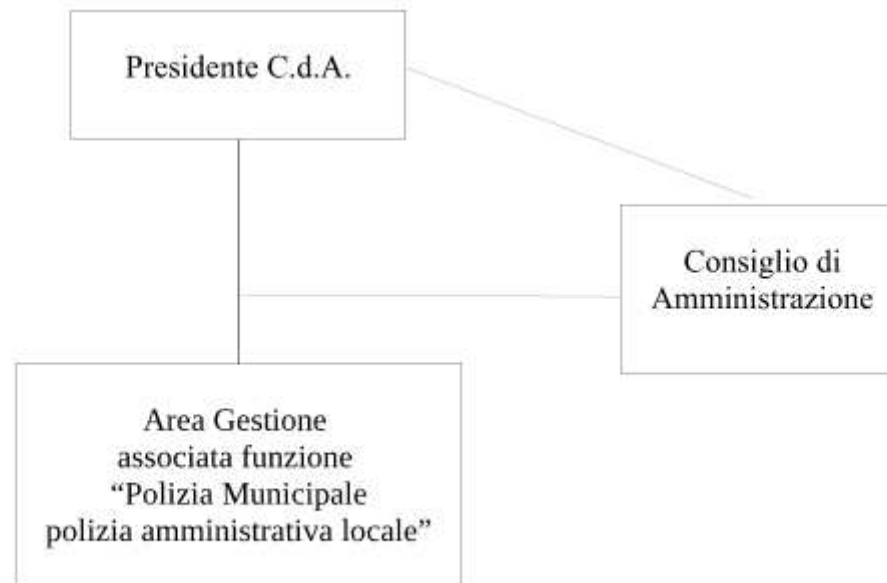 Presidente C.d.A.
Consiglio di
Amministrazione
Area Gestione
associata funzione
“Polizia Municipale
polizia amministrativa locale”